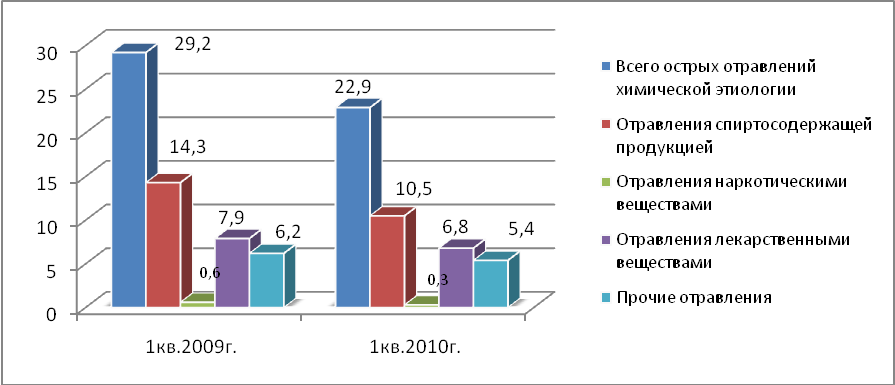 30
25
20
15
10
5
0
29,2
14,3
0,6
7,9
6,2
22,9
10,5
0,3
6,8
5,4
1кв.2009г.
1кв.2010г.
Всего острых отравлений
химической этиологии
Отравления спиртосодержащей
продукцией
Отравления наркотическими
веществами
Отравления лекарственными
веществами
Прочие отравления